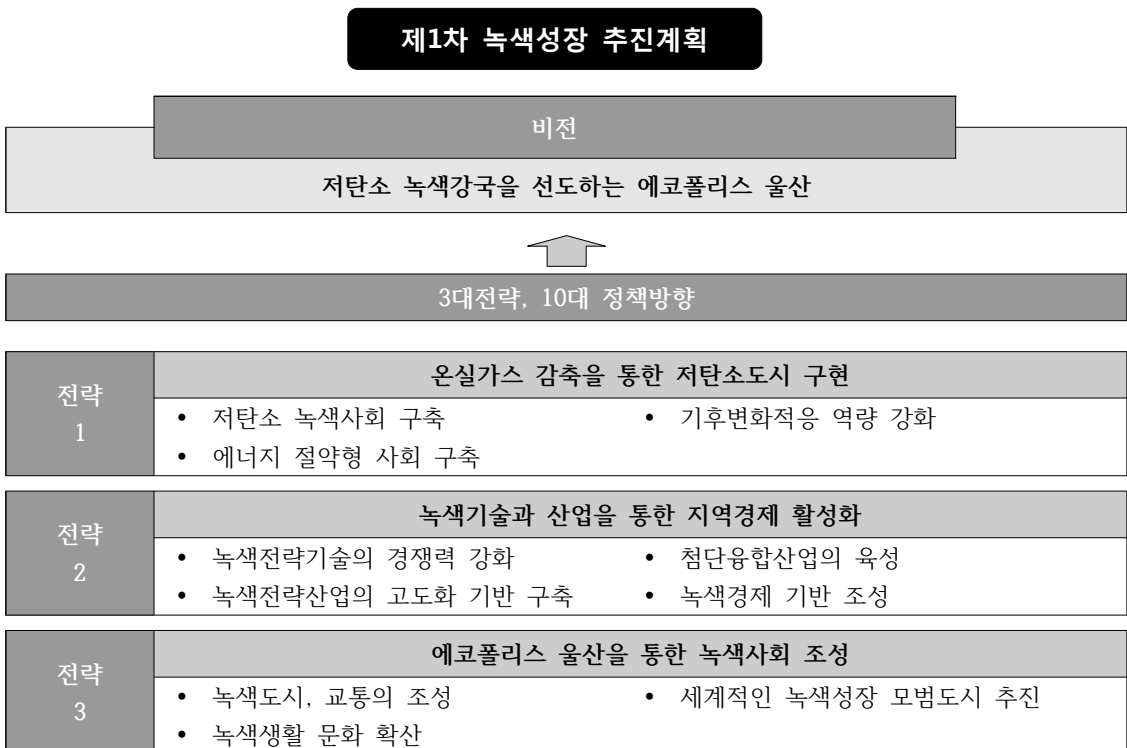 제1차 녹색성장 추진계획
비전
저탄소 녹색강국을 선도하는 에코폴리스 울산
3대전략, 10대 정책방향
전략
1
온실가스 감축을 통한 저탄소도시 구현
• 저탄소 녹색사회 구축
• 기후변화적응 역량 강화
• 에너지 절약형 사회 구축
전략
2
녹색기술과 산업을 통한 지역경제 활성화
• 녹색전략기술의 경쟁력 강화
• 첨단융합산업의 육성
• 녹색전략산업의 고도화 기반 구축
• 녹색경제 기반 조성
전략
3
에코폴리스 울산을 통한 녹색사회 조성
• 녹색도시, 교통의 조성
• 세계적인 녹색성장 모범도시 추진
• 녹색생활 문화 확산